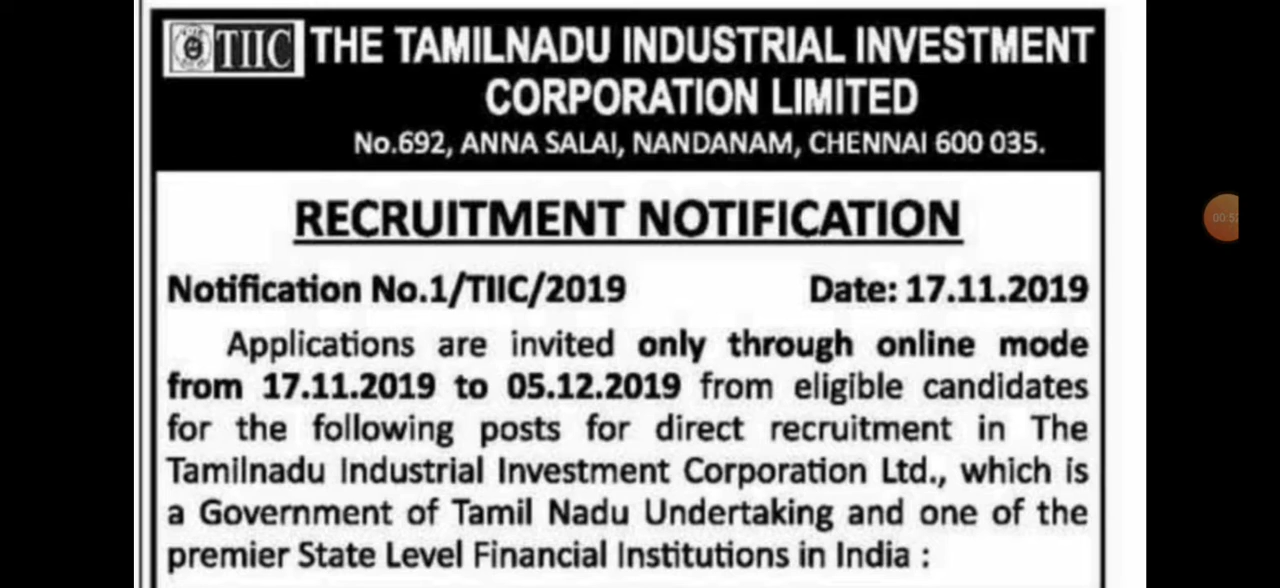 TIIC THE TAMILNADU INDUSTRIAL INVESTMENT
CORPORATION LIMITED
No.692, ANNA SALAI, NANDANAM, CHENNAI 600 035.
RECRUITMENT NOTIFICATION
Notification No.1/TIIC/2019 Date: 17.11.2019
Applications are invited only through online mode
from 17.11.2019 to 05.12.2019 from eligible candidates
for the following posts for direct recruitment in The
Tamilnadu Industrial Investment Corporation Ltd., which is
a Government of Tamil Nadu Undertaking and one of the
premier State Level Financial Institutions in India :